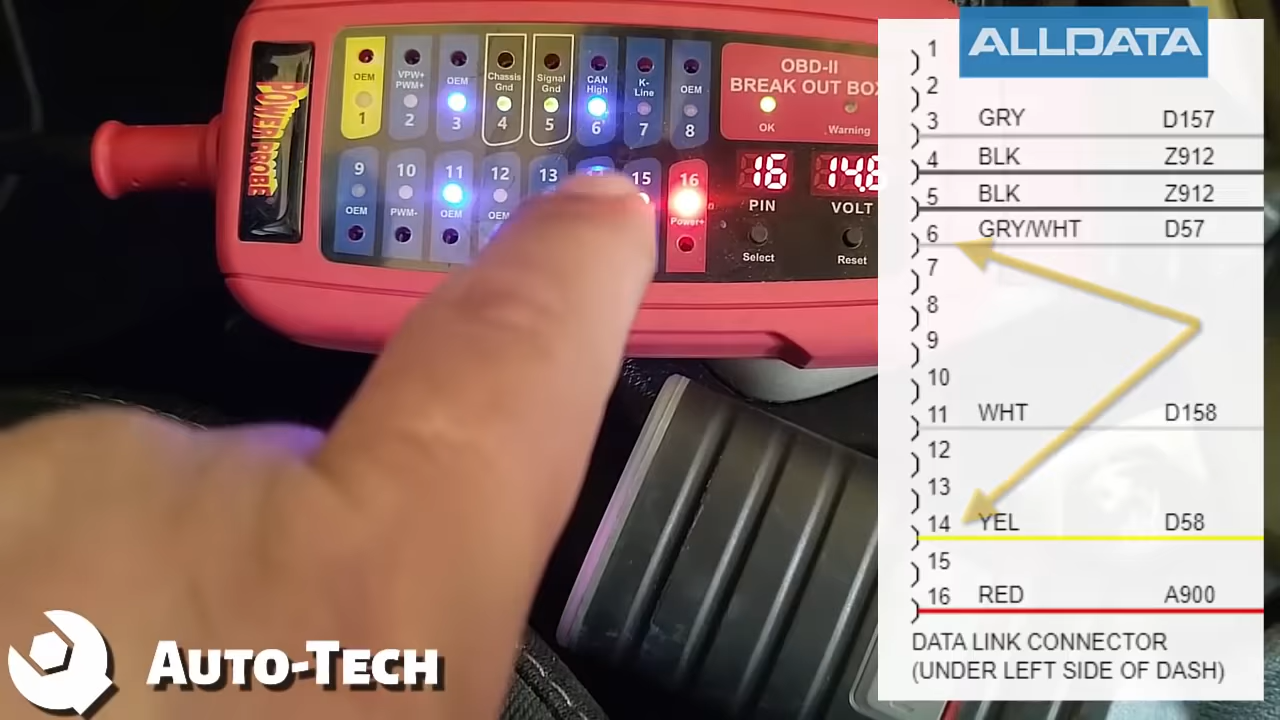 POWER PROBE
OEM
1
VPW+
PWM+
2
OEM
3
Chassis
Gnd
4
Signal
Gnd
5
CAN
High
6
K-
Line
7
OEM
8
9
OEM
10
PWM-
11
OEM
12
OEM
13
15
16
Power+
OBD-II
BREAK OUT BOX
OK
Warning
16
14.6
PIN
VOLT
Select
Reset
ALLDATA
1
2
3 GRY D157
4 BLK Z912
5 BLK Z912
6 GRY/WHT D57
7
8
9
10
11 WHT D158
12
13
14 YEL D58
15
16 RED A900
DATA LINK CONNECTOR
(UNDER LEFT SIDE OF DASH)
AUTO-TECH